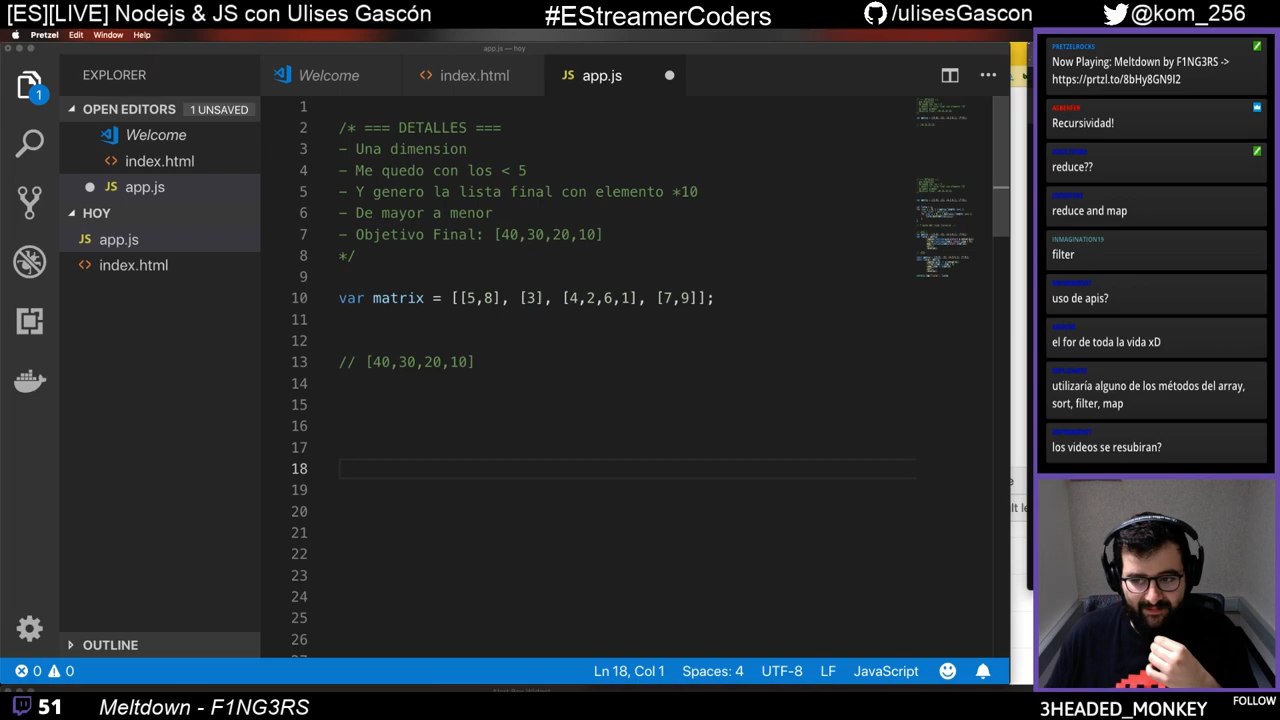 [ES][LIVE] Nodejs & JS con Ulises Gascón
#EStreamerCoders
/ulisesGascon
@kom_256
Pretzel Edit Window Help
app.js — hoy
EXPLORER
Welcome
index.html
app.js
OPEN EDITORS 1 UNSAVED
Welcome
index.html
app.js
HOY
app.js
index.html
OUTLINE
1
2 /* === DETALLES ===
3 - Una dimension
4 - Me quedo con los < 5
5 - Y genero la lista final con elemento *10
6 - De mayor a menor
7 - Objetivo Final: [40,30,20,10]
8 */
9
10 var matrix = [[5,8], [3], [4,2,6,1], [7,9]];
11
12
13 // [40,30,20,10]
14
15
16
17
18
19
20
21
22
23
24
25
26
1
0 0
Ln 18, Col 1 Spaces: 4 UTF-8 LF JavaScript
PRETZELROCKS
Now Playing: Meltdown by F1NG3RS ->
https://prtzl.to/8bHy8GN9I2
Recursividad!
reduce??
reduce and map
INMAGINATION19
filter
uso de apis?
el for de toda la vida xD
utilizaría alguno de los métodos del array,
sort, filter, map
los videos se resubiran?
51
Meltdown - F1NG3RS
3HEADED_MONKEY
FOLLOW